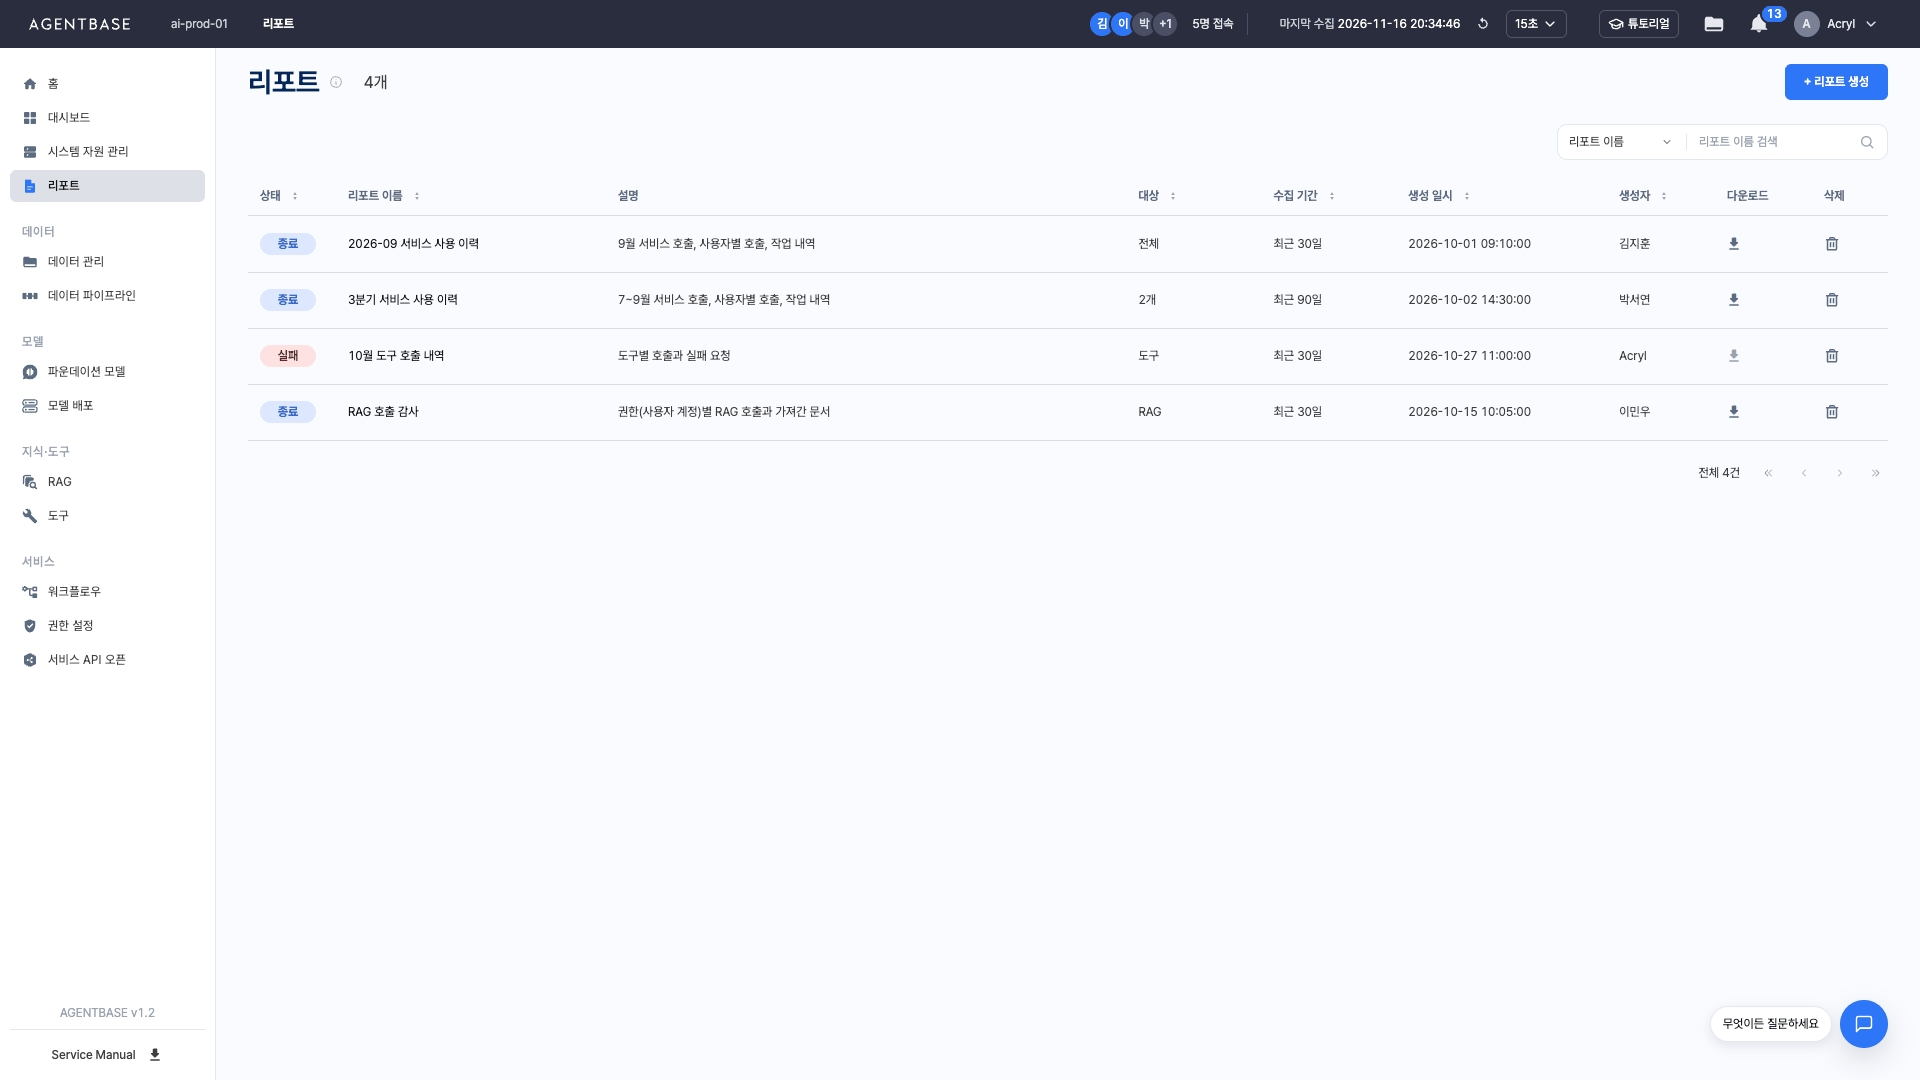 AGENTBASE ai-prod-01 리포트 김 이 박 +1 5명 접속 마지막 수집 2026-11-16 20:34:46 15초 튜토리얼 13 A Acryl
홈
대시보드
시스템 자원 관리
리포트
데이터
데이터 관리
데이터 파이프라인
모델
파운데이션 모델
모델 배포
지식·도구
RAG
도구
서비스
워크플로우
권한 설정
서비스 API 오픈
AGENTBASE v1.2
Service Manual
리포트 4개
+ 리포트 생성
리포트 이름 리포트 이름 검색
상태 리포트 이름 설명 대상 수집 기간 생성 일시 생성자 다운로드 삭제
종료 2026-09 서비스 사용 이력 9월 서비스 호출, 사용자별 호출, 작업 내역 전체 최근 30일 2026-10-01 09:10:00 김지훈
종료 3분기 서비스 사용 이력 7~9월 서비스 호출, 사용자별 호출, 작업 내역 2개 최근 90일 2026-10-02 14:30:00 박서연
실패 10월 도구 호출 내역 도구별 호출과 실패 요청 도구 최근 30일 2026-10-27 11:00:00 Acryl
종료 RAG 호출 감사 권한(사용자 계정)별 RAG 호출과 가져간 문서 RAG 최근 30일 2026-10-15 10:05:00 이민우
전체 4건 « ‹ › »
무엇이든 질문하세요